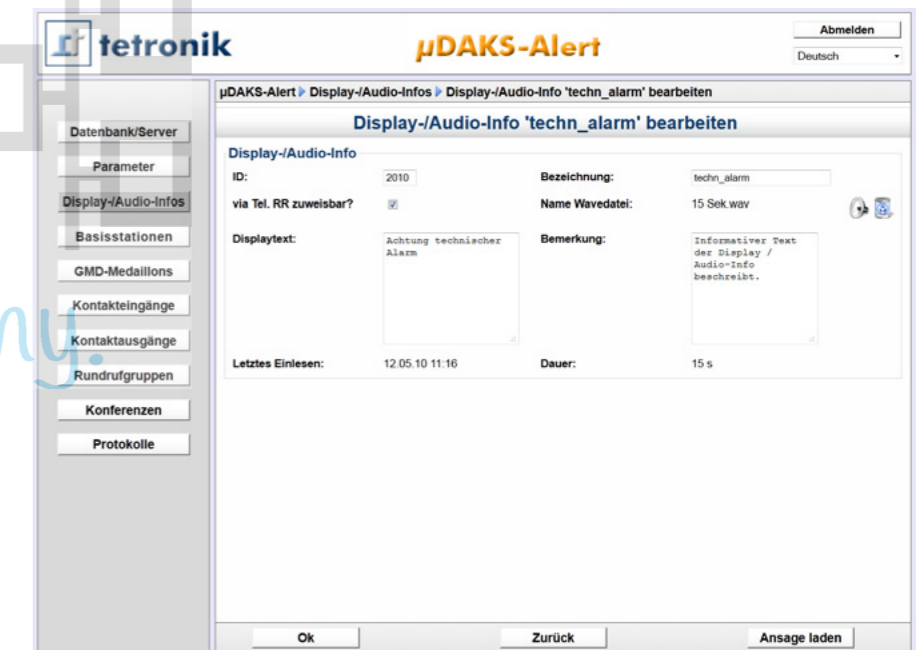 tetronik
µDAKS-Alert
Abmelden
Deutsch
µDAKS-Alert Display-/Audio-Infos Display-/Audio-Info 'techn_alarm' bearbeiten
Display-/Audio-Info 'techn_alarm' bearbeiten
Datenbank/Server
Parameter
Display-/Audio-Infos
Basisstationen
GMD-Medaillons
Kontakteingänge
Kontaktausgänge
Rundrufgruppen
Konferenzen
Protokolle
Display-/Audio-Info
ID: 2010 Bezeichnung: techn_alarm
via Tel. RR zuweisbar? Name Wavedatei: 15 Sek.wav
Displaytext:
Achtung technischer
Alarm
Bemerkung:
Informativer Text
der Display /
Audio-Info
beschreibt.
Letztes Einlesen: 12.05.10 11:16 Dauer: 15 s
Ok Zurück Ansage laden